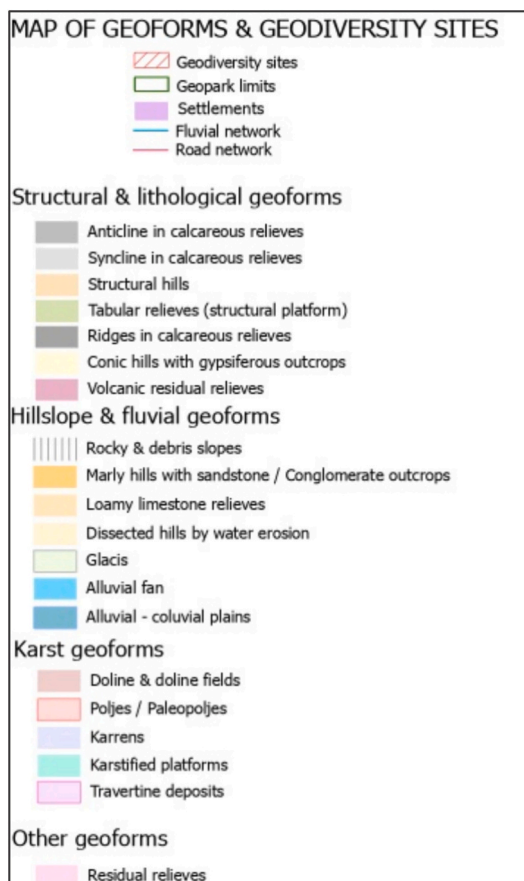 MAP OF GEOFORMS & GEODIVERSITY SITES
Geodiversity sites
Geopark limits
Settlements
Fluvial network
Road network
Structural & lithological geoforms
Anticline in calcareous relieves
Syncline in calcareous relieves
Structural hills
Tabular relieves (structural platform)
Ridges in calcareous relieves
Conic hills with gypsiferous outcrops
Volcanic residual relieves
Hillslope & fluvial geoforms
Rocky & debris slopes
Marly hills with sandstone / Conglomerate outcrops
Loamy limestone relieves
Dissected hills by water erosion
Glacis
Alluvial fan
Alluvial - coluvial plains
Karst geoforms
Doline & doline fields
Poljes / Paleopoljes
Karrens
Karstified platforms
Travertine deposits
Other geoforms
Residual relieves